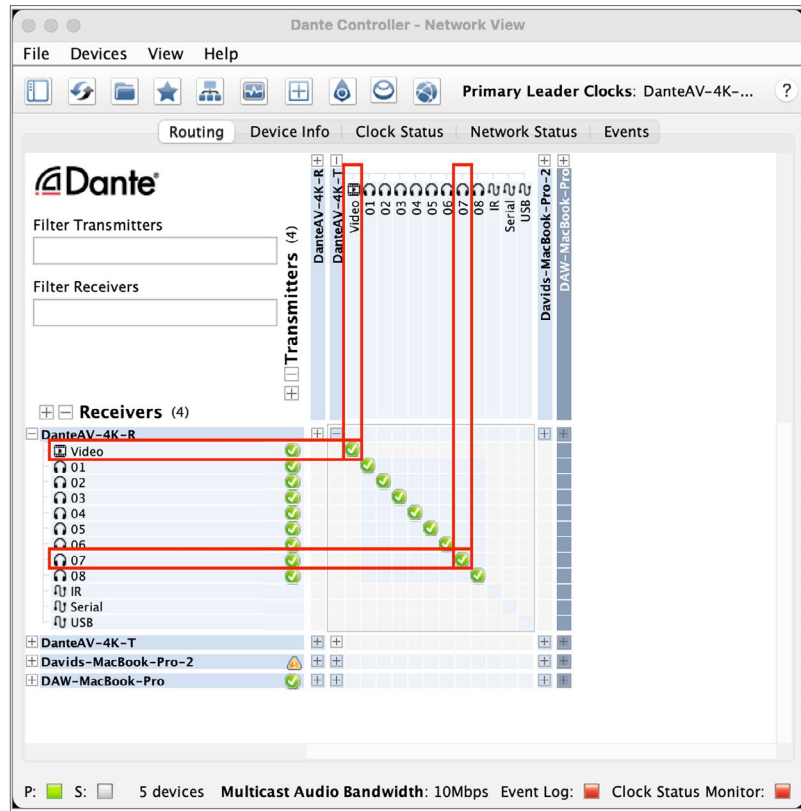 Dante Controller - Network View
File Devices View Help
Primary Leader Clocks: DanteAV-4K-... ?
Routing Device Info Clock Status Network Status Events
Dante
Filter Transmitters
Filter Receivers
Transmitters (4)
DanteAV-4K-R
DanteAV-4K-T
Video
01
02
03
04
05
06
07
08
IR
Serial
USB
Davids-MacBook-Pro-2
DAW-MacBook-Pro
Receivers (4)
DanteAV-4K-R
Video
01
02
03
04
05
06
07
08
IR
Serial
USB
DanteAV-4K-T
Davids-MacBook-Pro-2
DAW-MacBook-Pro
P: S: 5 devices Multicast Audio Bandwidth: 10Mbps Event Log: Clock Status Monitor: